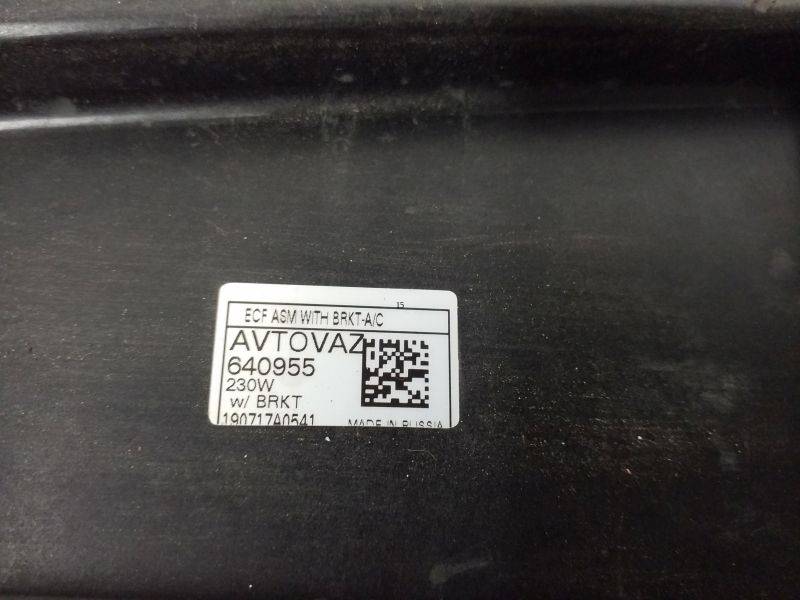 15
ECF ASM WITH BRKT-A/C
AVTOVAZ
640955
230W
w/ BRKT
190717A0541 MADE IN RUSSIA